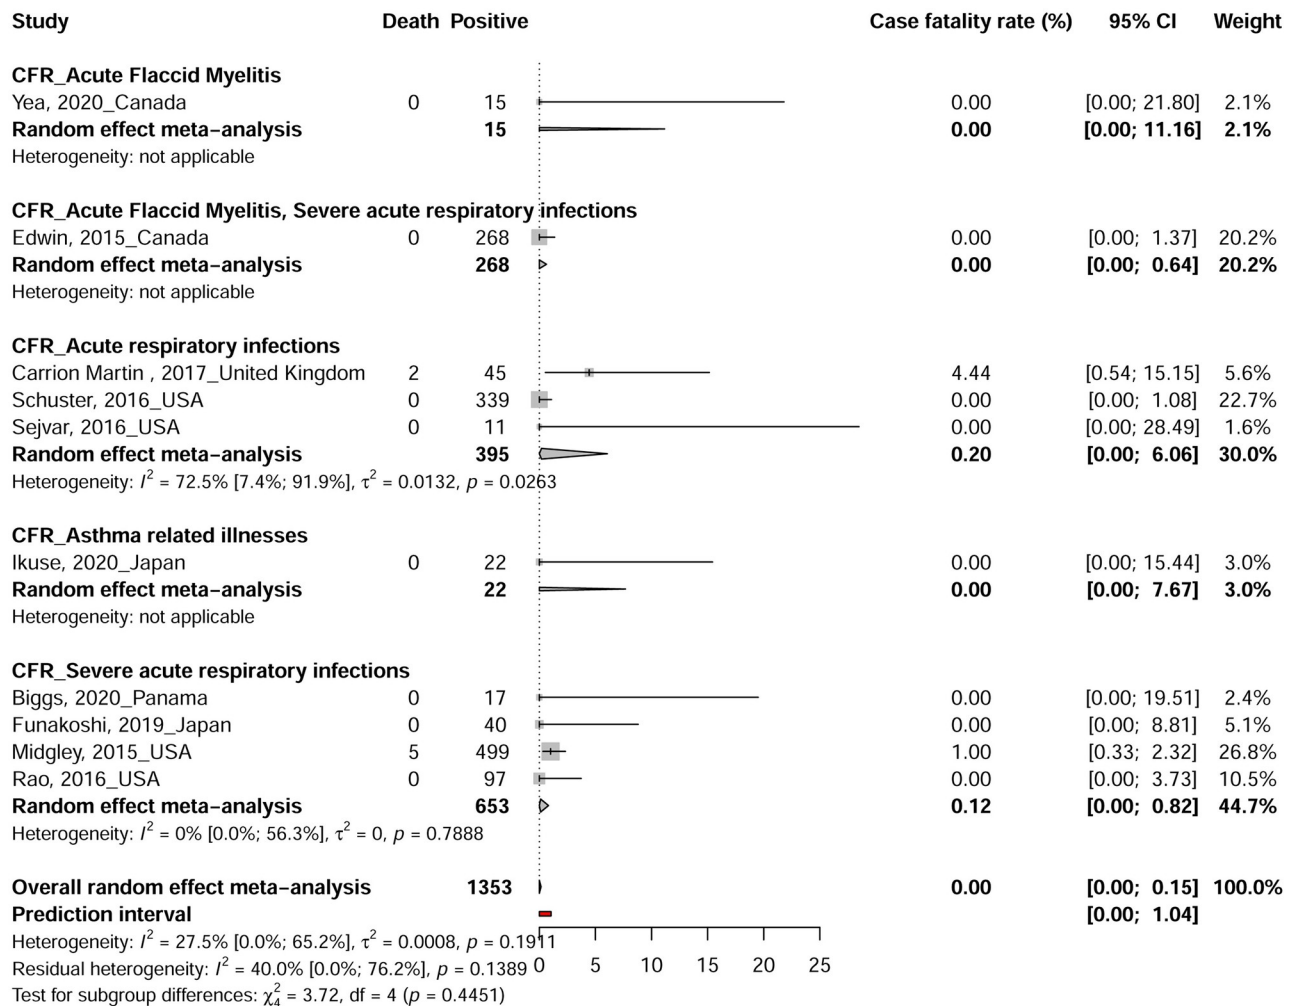 Study Death Positive Case fatality rate (%) 95% CI Weight
CFR_Acute Flaccid Myelitis
Yea, 2020_Canada 0 15 0.00 [0.00; 21.80] 2.1%
Random effect meta−analysis 15 0.00 [0.00; 11.16] 2.1%
Heterogeneity: not applicable
CFR_Acute Flaccid Myelitis, Severe acute respiratory infections
Edwin, 2015_Canada 0 268 0.00 [0.00; 1.37] 20.2%
Random effect meta−analysis 268 0.00 [0.00; 0.64] 20.2%
Heterogeneity: not applicable
CFR_Acute respiratory infections
Carrion Martin , 2017_United Kingdom 2 45 4.44 [0.54; 15.15] 5.6%
Schuster, 2016_USA 0 339 0.00 [0.00; 1.08] 22.7%
Sejvar, 2016_USA 0 11 0.00 [0.00; 28.49] 1.6%
Random effect meta−analysis 395 0.20 [0.00; 6.06] 30.0%
Heterogeneity: I² = 72.5% [7.4%; 91.9%], τ² = 0.0132, p = 0.0263
CFR_Asthma related illnesses
Ikuse, 2020_Japan 0 22 0.00 [0.00; 15.44] 3.0%
Random effect meta−analysis 22 0.00 [0.00; 7.67] 3.0%
Heterogeneity: not applicable
CFR_Severe acute respiratory infections
Biggs, 2020_Panama 0 17 0.00 [0.00; 19.51] 2.4%
Funakoshi, 2019_Japan 0 40 0.00 [0.00; 8.81] 5.1%
Midgley, 2015_USA 5 499 1.00 [0.33; 2.32] 26.8%
Rao, 2016_USA 0 97 0.00 [0.00; 3.73] 10.5%
Random effect meta−analysis 653 0.12 [0.00; 0.82] 44.7%
Heterogeneity: I² = 0% [0.0%; 56.3%], τ² = 0, p = 0.7888
Overall random effect meta−analysis 1353 0.00 [0.00; 0.15] 100.0%
Prediction interval [0.00; 1.04]
Heterogeneity: I² = 27.5% [0.0%; 65.2%], τ² = 0.0008, p = 0.1911
Residual heterogeneity: I² = 40.0% [0.0%; 76.2%], p = 0.1389 0 5 10 15 20 25
Test for subgroup differences: χ²₄ = 3.72, df = 4 (p = 0.4451)